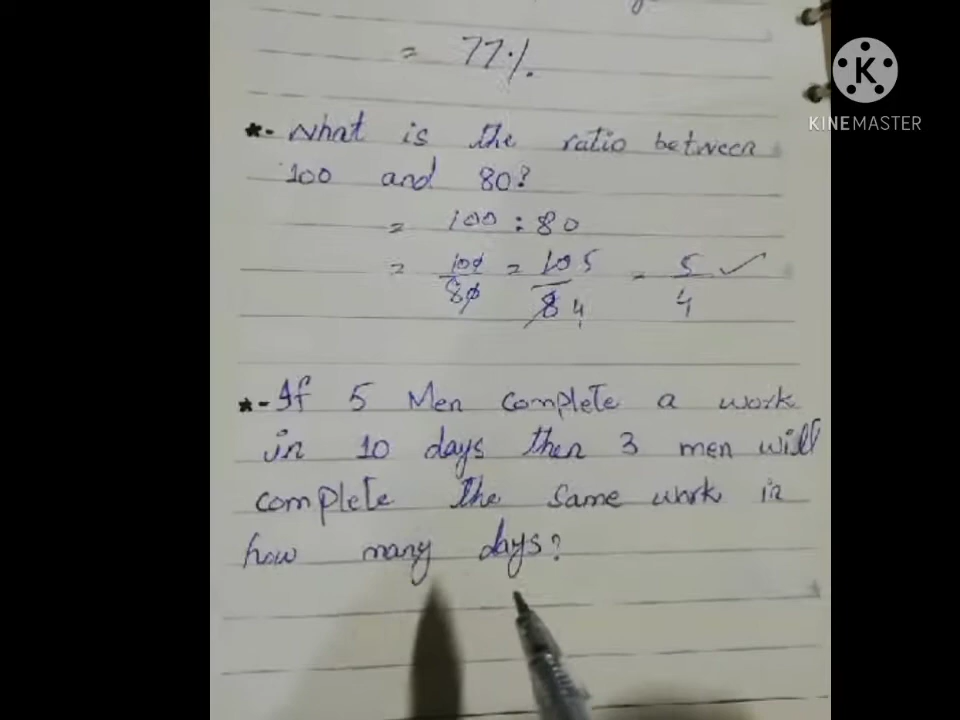 = 77%.
*- What is the ratio between
100 and 80?
= 100 : 80
= 100/80 = 10 5/8 4 = 5/4 ✓
*- If 5 Men complete a work
in 10 days then 3 men will
complete the same work in
how many days?
K
KINEMASTER